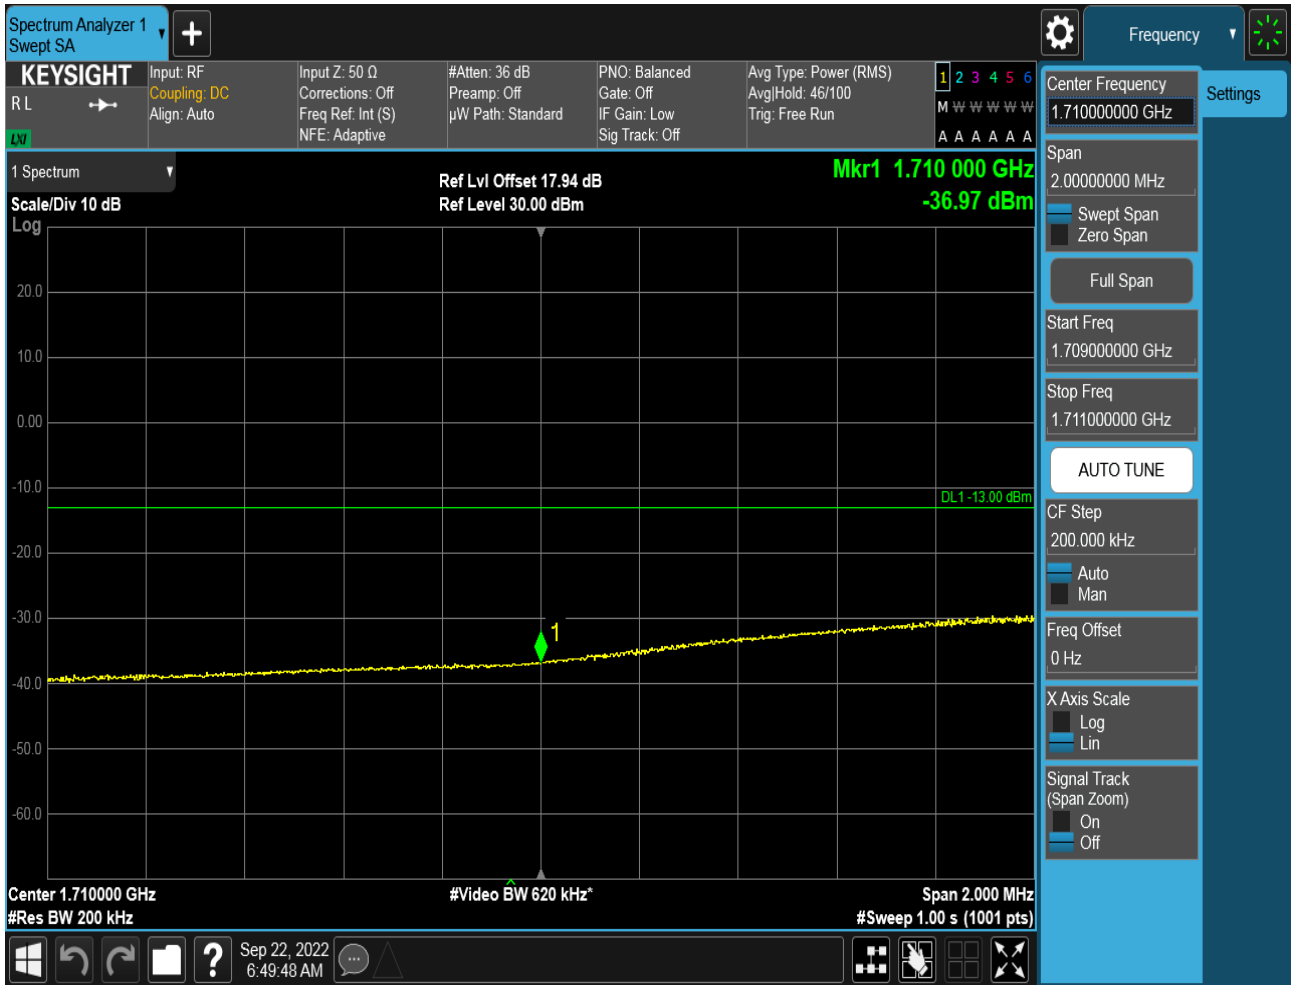 Spectrum Analyzer 1
Swept SA
+
Frequency
KEYSIGHT
R L
LXI
Input: RF
Coupling: DC
Align: Auto
Input Z: 50 Ω
Corrections: Off
Freq Ref: Int (S)
NFE: Adaptive
#Atten: 36 dB
Preamp: Off
µW Path: Standard
PNO: Balanced
Gate: Off
IF Gain: Low
Sig Track: Off
Avg Type: Power (RMS)
Avg|Hold: 46/100
Trig: Free Run
1 2 3 4 5 6
M W W W W W
A A A A A A
1 Spectrum
Scale/Div 10 dB
Log
Ref Lvl Offset 17.94 dB
Ref Level 30.00 dBm
Mkr1 1.710 000 GHz
-36.97 dBm
20.0
10.0
0.00
-10.0
DL1 -13.00 dBm
-20.0
-30.0
1
-40.0
-50.0
-60.0
Center 1.710000 GHz
#Res BW 200 kHz
#Video BW 620 kHz*
Span 2.000 MHz
#Sweep 1.00 s (1001 pts)
Center Frequency
1.710000000 GHz
Settings
Span
2.00000000 MHz
Swept Span
Zero Span
Full Span
Start Freq
1.709000000 GHz
Stop Freq
1.711000000 GHz
AUTO TUNE
CF Step
200.000 kHz
Auto
Man
Freq Offset
0 Hz
X Axis Scale
Log
Lin
Signal Track
(Span Zoom)
On
Off
?
Sep 22, 2022
6:49:48 AM